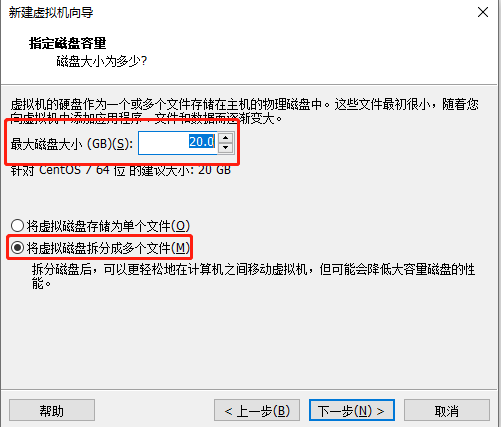 新建虚拟机向导
指定磁盘容量
磁盘大小为多少?
虚拟机的硬盘作为一个或多个文件存储在主机的物理磁盘中。这些文件最初很小，随着您
向虚拟机中添加应用程序、文件和数据而逐渐变大。
最大磁盘大小 (GB)(S): 20.0
针对 CentOS 7 64 位 的建议大小: 20 GB
将虚拟磁盘存储为单个文件(O)
将虚拟磁盘拆分成多个文件(M)
拆分磁盘后，可以更轻松地在计算机之间移动虚拟机，但可能会降低大容量磁盘的性
能。
帮助 < 上一步(B) 下一步(N) > 取消